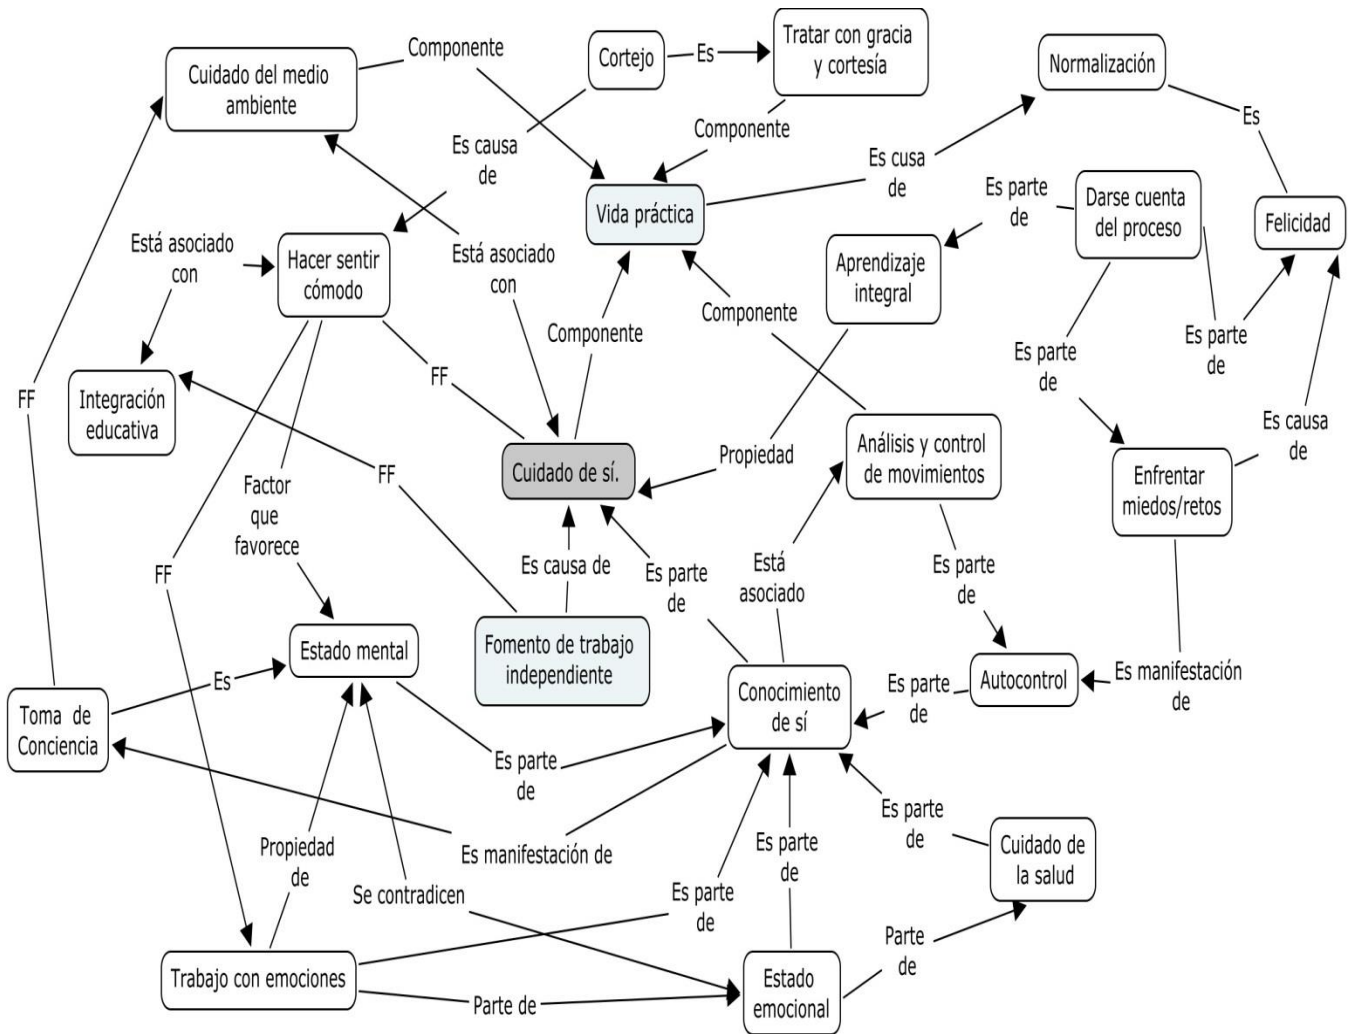 Componente
Cortejo
Es
Tratar con gracia
y cortesía
Normalización
Cuidado del medio
ambiente
Es
Componente
Es causa
de
Es cusa
de
Es parte
de
Darse cuenta
del proceso
Felicidad
Vida práctica
Está asociado
con
Hacer sentir
cómodo
Está asociado
con
Aprendizaje
integral
Componente
Componente
Es parte
de
Es parte
de
FF
Integración
educativa
FF
Es causa
de
Análisis y control
de movimientos
Propiedad
Cuidado de sí.
FF
Enfrentar
miedos/retos
Factor
que
favorece
FF
Es causa de
Es parte
de
Está
asociado
Es parte
de
Estado mental
Fomento de trabajo
independiente
Es
Conocimiento
de sí
Es parte
de
Autocontrol
Es manifestación
de
Toma de
Conciencia
Es parte
de
Es parte
de
Propiedad
de
Es manifestación de
Es parte
de
Cuidado de
la salud
Se contradicen
Es parte
de
Parte
de
Trabajo con emociones
Parte de
Estado
emocional